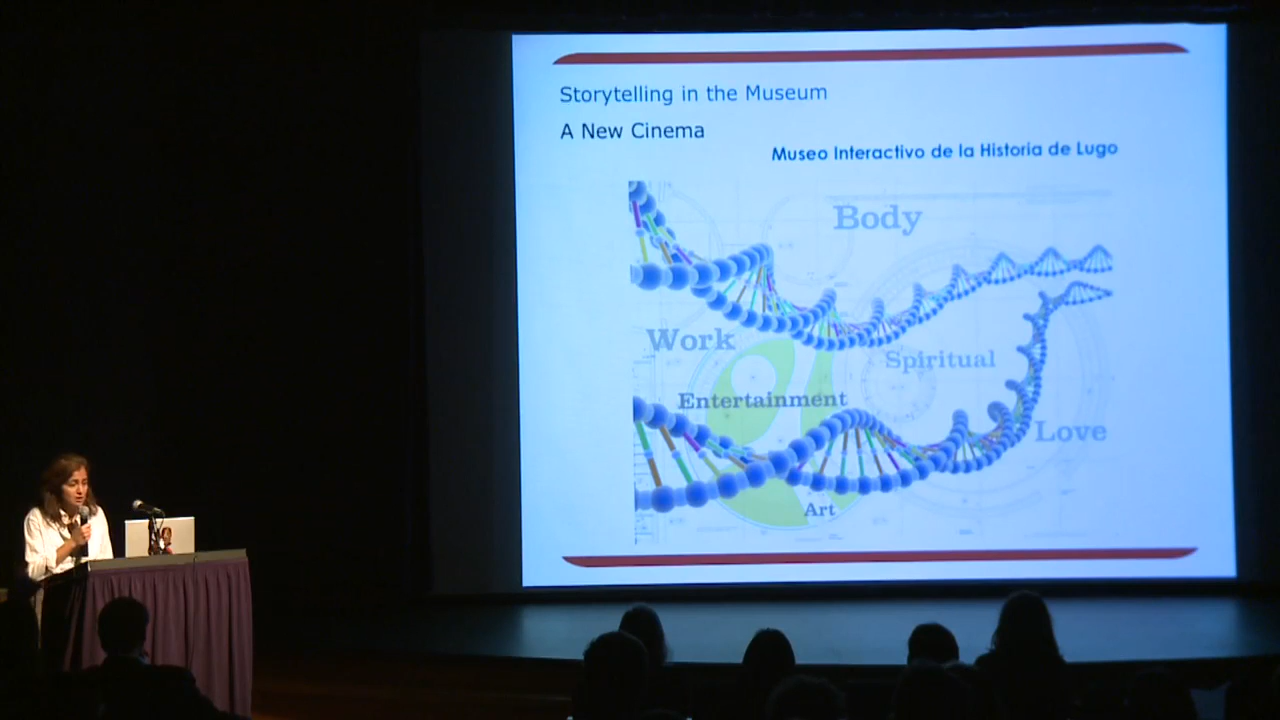 Storytelling in the Museum
A New Cinema
Museo Interactivo de la Historia de Lugo
Body
Work
Spiritual
Entertainment
Love
Art